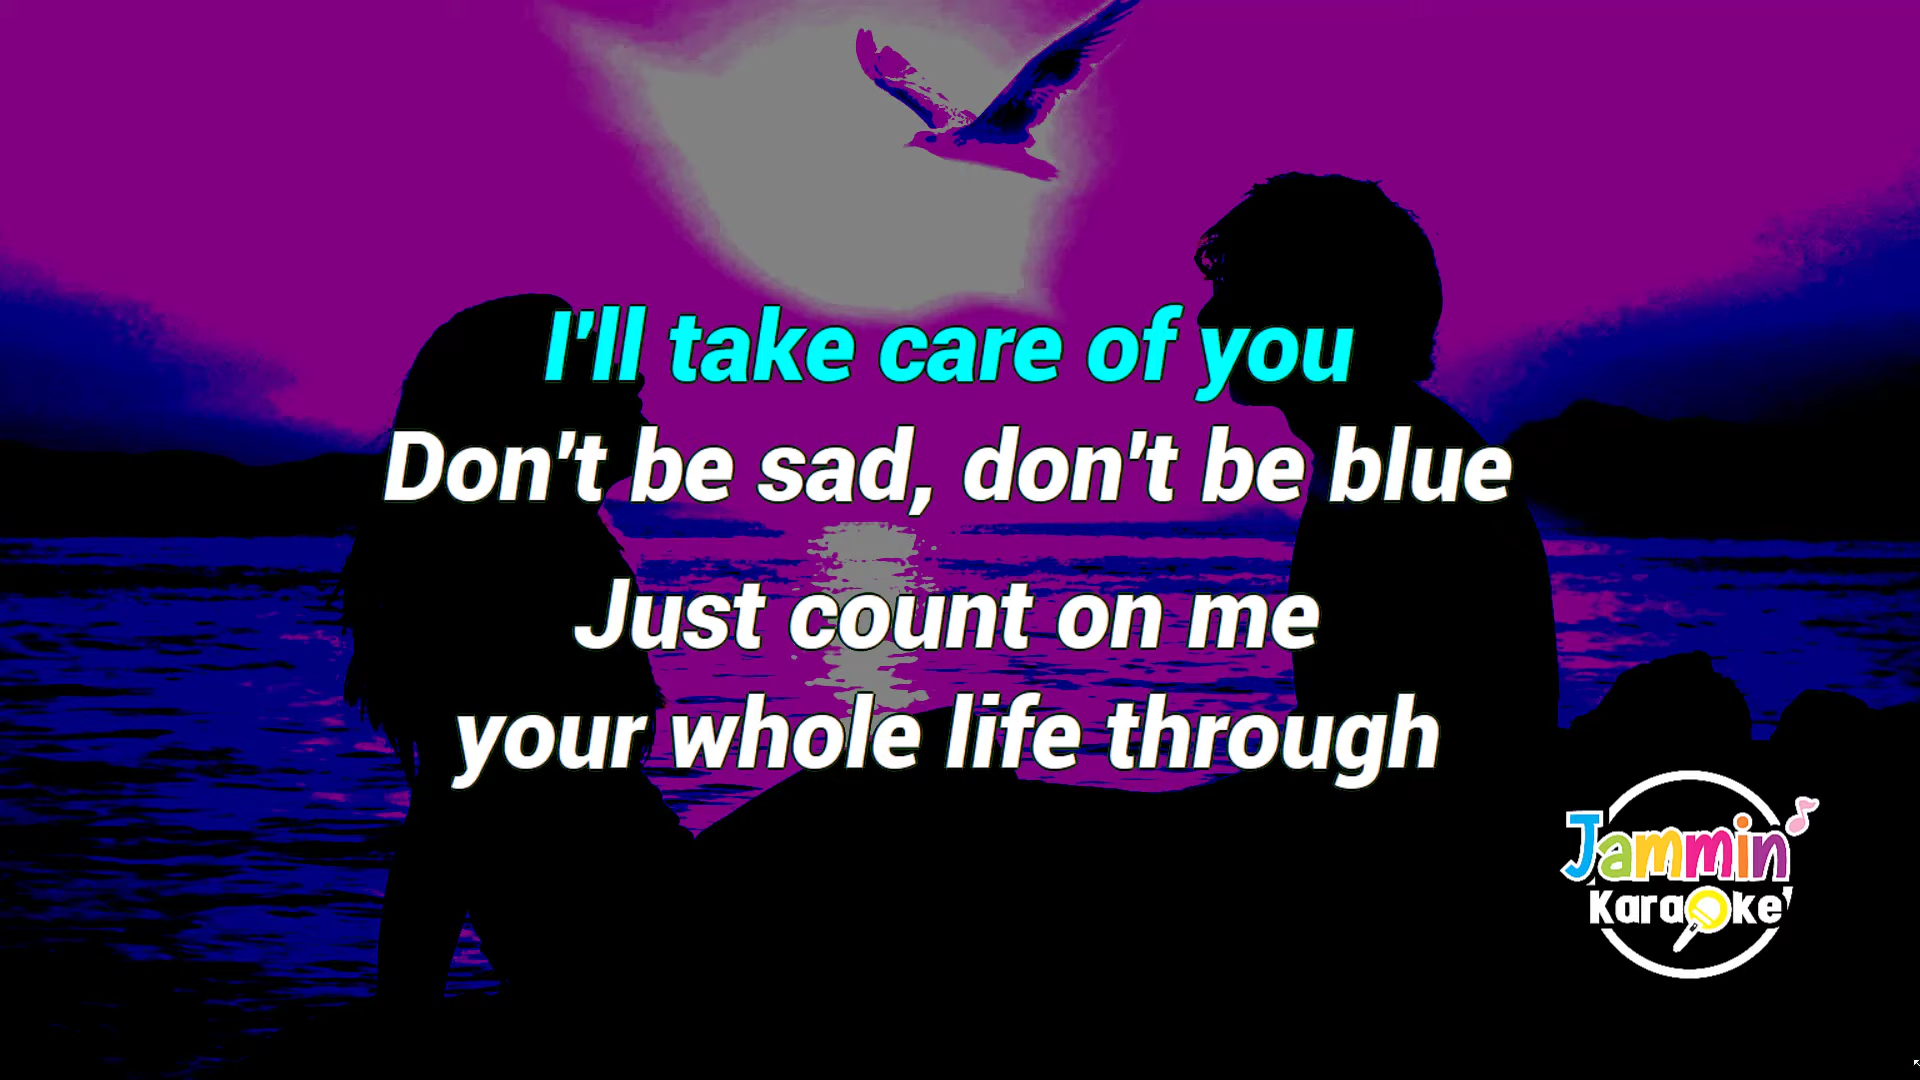 I'll take care of you
Don't be sad, don't be blue
Just count on me
your whole life through
Jammin'
Karaoke